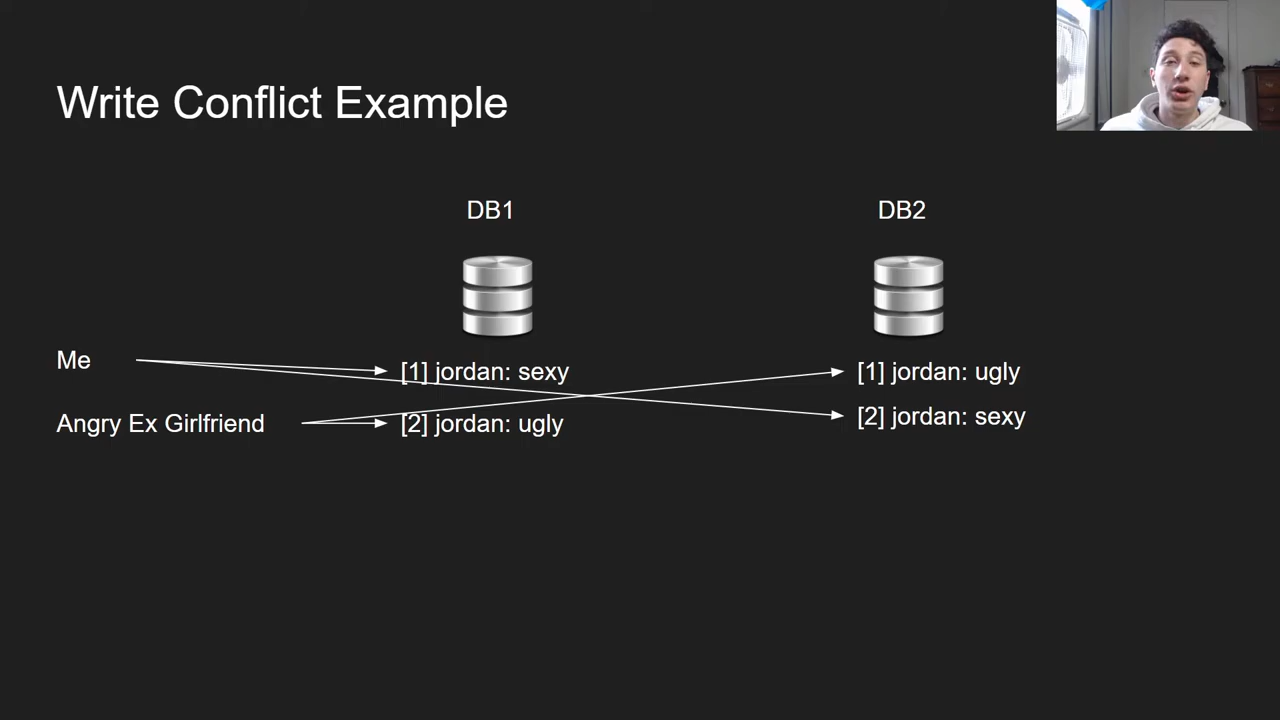 Write Conflict Example
DB1
DB2
Me
[1] jordan: sexy
[1] jordan: ugly
Angry Ex Girlfriend
[2] jordan: ugly
[2] jordan: sexy